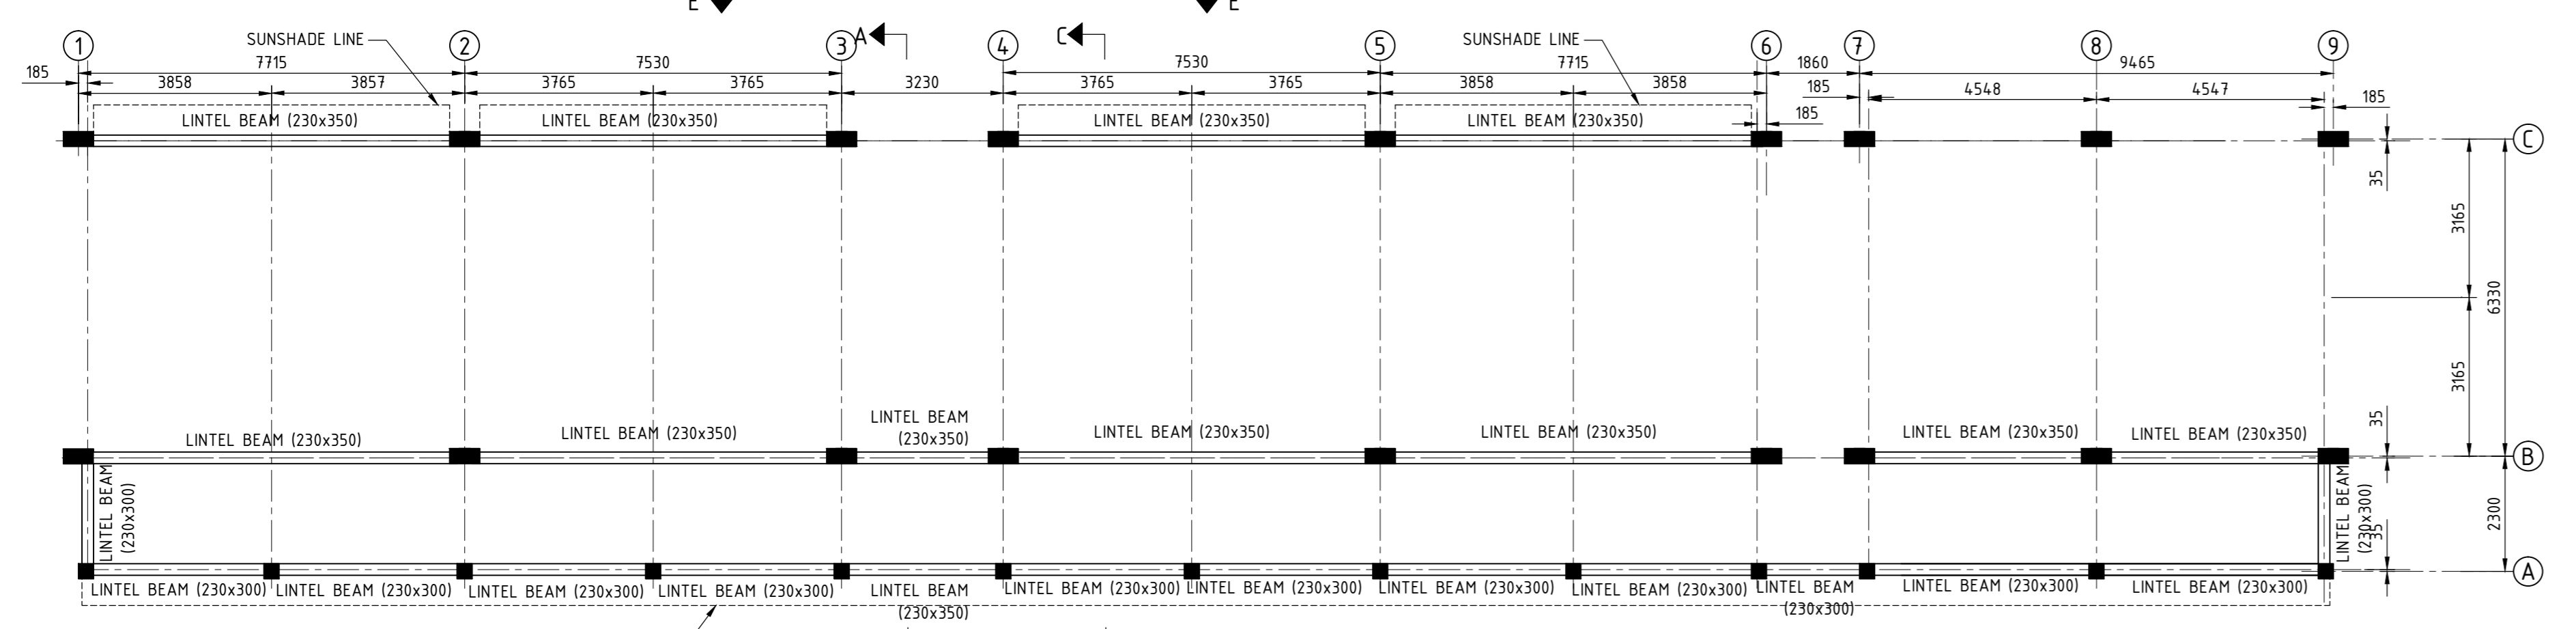 E E
A C
1 2 3 4 5 6 7 8 9
SUNSHADE LINE SUNSHADE LINE
7715 7530 7530 7715 1860 9465
185 3858 3857 3765 3765 3230 3765 3765 3858 3858 185 4548 4547 185
185
LINTEL BEAM (230x350) LINTEL BEAM (230x350) LINTEL BEAM (230x350) LINTEL BEAM (230x350)
C
35
3165
6330
3165
35
LINTEL BEAM
(230x350)
LINTEL BEAM (230x350) LINTEL BEAM (230x350) LINTEL BEAM (230x350) LINTEL BEAM (230x350) LINTEL BEAM (230x350) LINTEL BEAM (230x350)
B
LINTEL BEAM
(230x300)
LINTEL BEAM
(230x300)
35
2300
A
LINTEL BEAM (230x300) LINTEL BEAM (230x300) LINTEL BEAM (230x300) LINTEL BEAM (230x300) LINTEL BEAM LINTEL BEAM (230x300) LINTEL BEAM (230x300) LINTEL BEAM (230x300) LINTEL BEAM (230x300) LINTEL BEAM LINTEL BEAM (230x300) LINTEL BEAM (230x300)
(230x350) (230x300)